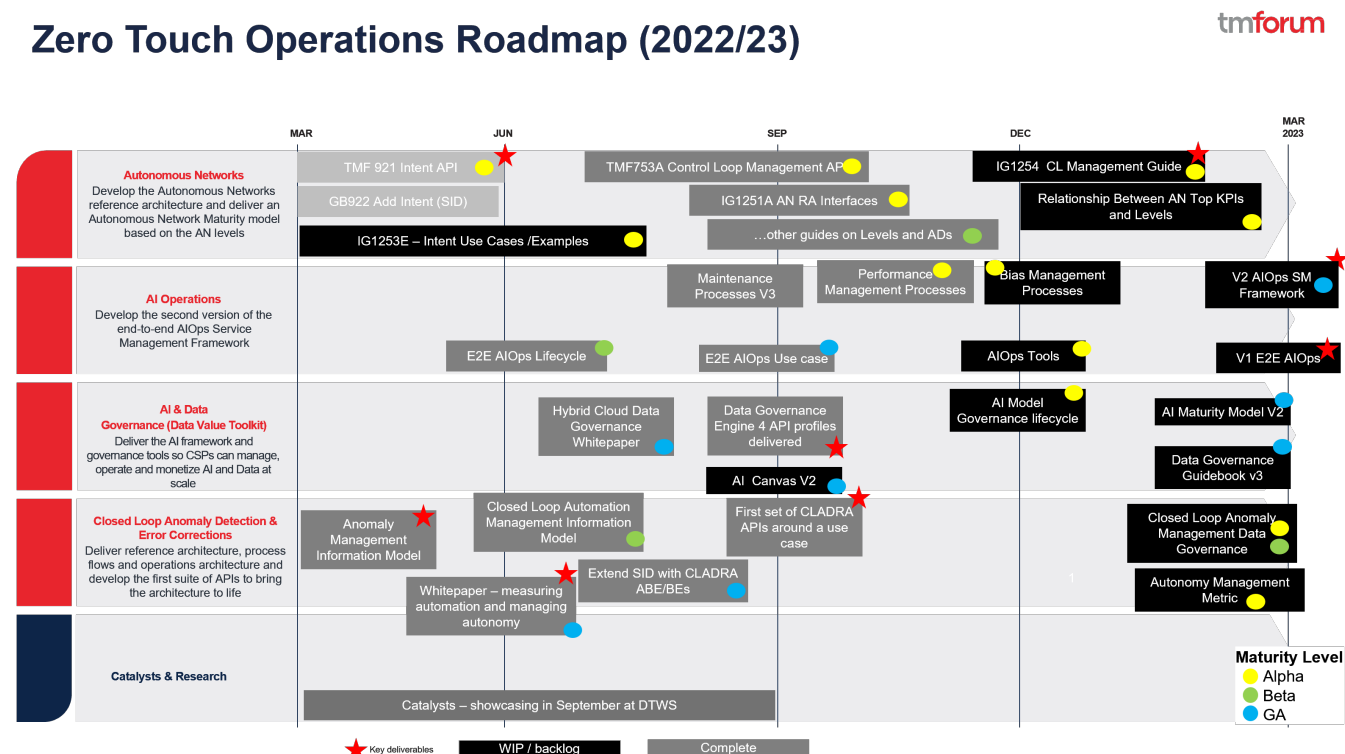 Zero Touch Operations Roadmap (2022/23)
tmforum
MAR
JUN
SEP
DEC
MAR
2023
Autonomous Networks
Develop the Autonomous Networks
reference architecture and deliver an
Autonomous Network Maturity model
based on the AN levels
TMF 921 Intent API
GB922 Add Intent (SID)
IG1253E – Intent Use Cases /Examples
TMF753A Control Loop Management AP
IG1251A AN RA Interfaces
…other guides on Levels and ADs
IG1254 CL Management Guide
Relationship Between AN Top KPIs
and Levels
AI Operations
Develop the second version of the
end-to-end AIOps Service
Management Framework
Maintenance
Processes V3
Performance
Management Processes
Bias Management
Processes
V2 AIOps SM
Framework
E2E AIOps Lifecycle
E2E AIOps Use case
AIOps Tools
V1 E2E AIOps
AI & Data
Governance (Data Value Toolkit)
Deliver the AI framework and
governance tools so CSPs can manage,
operate and monetize AI and Data at
scale
Hybrid Cloud Data
Governance
Whitepaper
Data Governance
Engine 4 API profiles
delivered
AI Canvas V2
AI Model
Governance lifecycle
AI Maturity Model V2
Data Governance
Guidebook v3
Closed Loop Anomaly Detection &
Error Corrections
Deliver reference architecture, process
flows and operations architecture and
develop the first suite of APIs to bring
the architecture to life
Anomaly
Management
Information Model
Closed Loop Automation
Management Information
Model
First set of CLADRA
APIs around a use
case
Whitepaper – measuring
automation and managing
autonomy
Extend SID with CLADRA
ABE/BEs
1
Closed Loop Anomaly
Management Data
Governance
Autonomy Management
Metric
Catalysts & Research
Catalysts – showcasing in September at DTWS
Maturity Level
Alpha
Beta
GA
Key deliverables
WIP / backlog
Complete